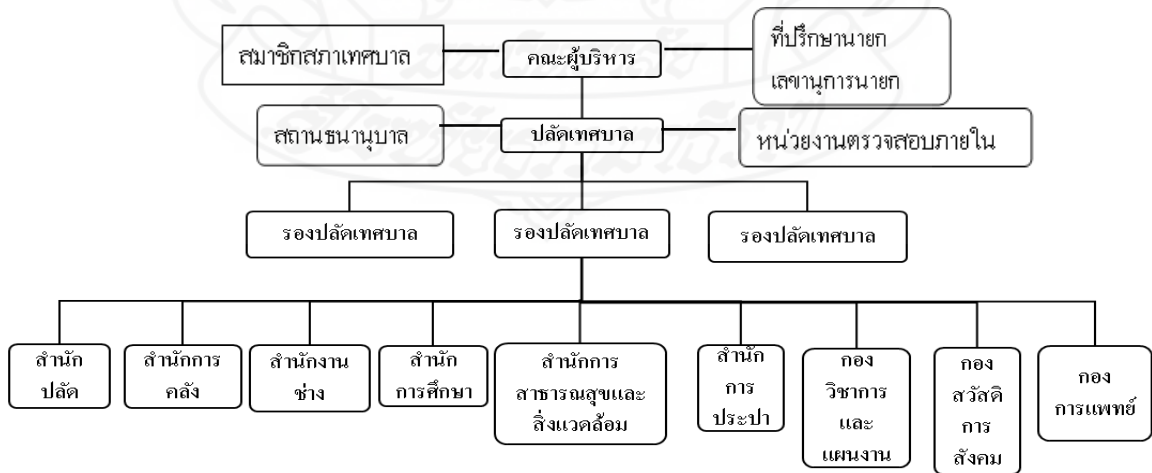 สมาชิกสภาเทศบาล
คณะผู้บริหาร
ที่ปรึกษานายก
เลขานุการนายก
สถานธนานุบาล
ปลัดเทศบาล
หน่วยงานตรวจสอบภายใน
รองปลัดเทศบาล
รองปลัดเทศบาล
รองปลัดเทศบาล
สำนัก
ปลัด
สำนักการ
คลัง
สำนักงาน
ช่าง
สำนัก
การศึกษา
สำนักการ
สาธารณสุขและ
สิ่งแวดล้อม
สำนัก
การ
ประปา
กอง
วิชาการ
และ
แผนงาน
กอง
สวัสดิ
การ
สังคม
กอง
การแพทย์